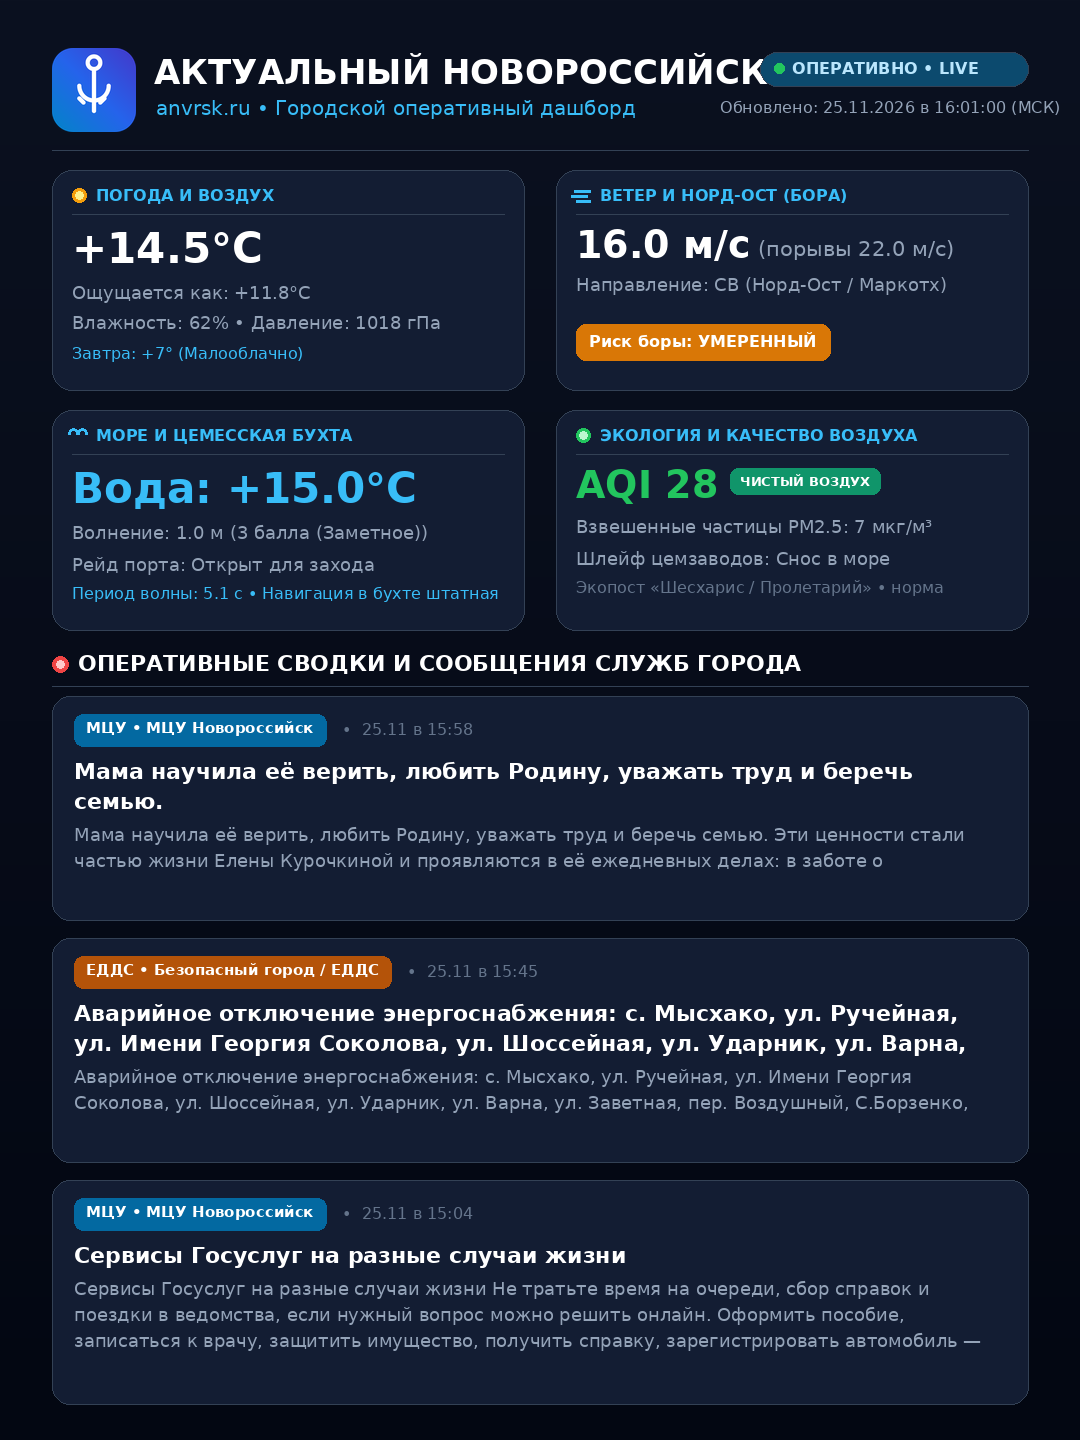 АКТУАЛЬНЫЙ НОВОРОССИЙСК
ОПЕРАТИВНО • LIVE
anvrsk.ru • Городской оперативный дашборд
Обновлено: 25.11.2026 в 16:01:00 (МСК)
ПОГОДА И ВОЗДУХ
+14.5°C
Ощущается как: +11.8°C
Влажность: 62% • Давление: 1018 гПа
Завтра: +7° (Малооблачно)
ВЕТЕР И НОРД-ОСТ (БОРА)
16.0 м/с (порывы 22.0 м/с)
Направление: СВ (Норд-Ост / Маркотх)
Риск боры: УМЕРЕННЫЙ
МОРЕ И ЦЕМЕССКАЯ БУХТА
Вода: +15.0°C
Волнение: 1.0 м (3 балла (Заметное))
Рейд порта: Открыт для захода
Период волны: 5.1 с • Навигация в бухте штатная
ЭКОЛОГИЯ И КАЧЕСТВО ВОЗДУХА
AQI 28 ЧИСТЫЙ ВОЗДУХ
Взвешенные частицы PM2.5: 7 мкг/м³
Шлейф цемзаводов: Снос в море
Экопост «Шесхарис / Пролетарий» • норма
ОПЕРАТИВНЫЕ СВОДКИ И СООБЩЕНИЯ СЛУЖБ ГОРОДА
МЦУ • МЦУ Новороссийск • 25.11 в 15:58
Мама научила её верить, любить Родину, уважать труд и беречь
семью.
Мама научила её верить, любить Родину, уважать труд и беречь семью. Эти ценности стали
частью жизни Елены Курочкиной и проявляются в её ежедневных делах: в заботе о
ЕДДС • Безопасный город / ЕДДС • 25.11 в 15:45
Аварийное отключение энергоснабжения: с. Мысхако, ул. Ручейная,
ул. Имени Георгия Соколова, ул. Шоссейная, ул. Ударник, ул. Варна,
Аварийное отключение энергоснабжения: с. Мысхако, ул. Ручейная, ул. Имени Георгия
Соколова, ул. Шоссейная, ул. Ударник, ул. Варна, ул. Заветная, пер. Воздушный, С.Борзенко,
МЦУ • МЦУ Новороссийск • 25.11 в 15:04
Сервисы Госуслуг на разные случаи жизни
Сервисы Госуслуг на разные случаи жизни Не тратьте время на очереди, сбор справок и
поездки в ведомства, если нужный вопрос можно решить онлайн. Оформить пособие,
записаться к врачу, защитить имущество, получить справку, зарегистрировать автомобиль —